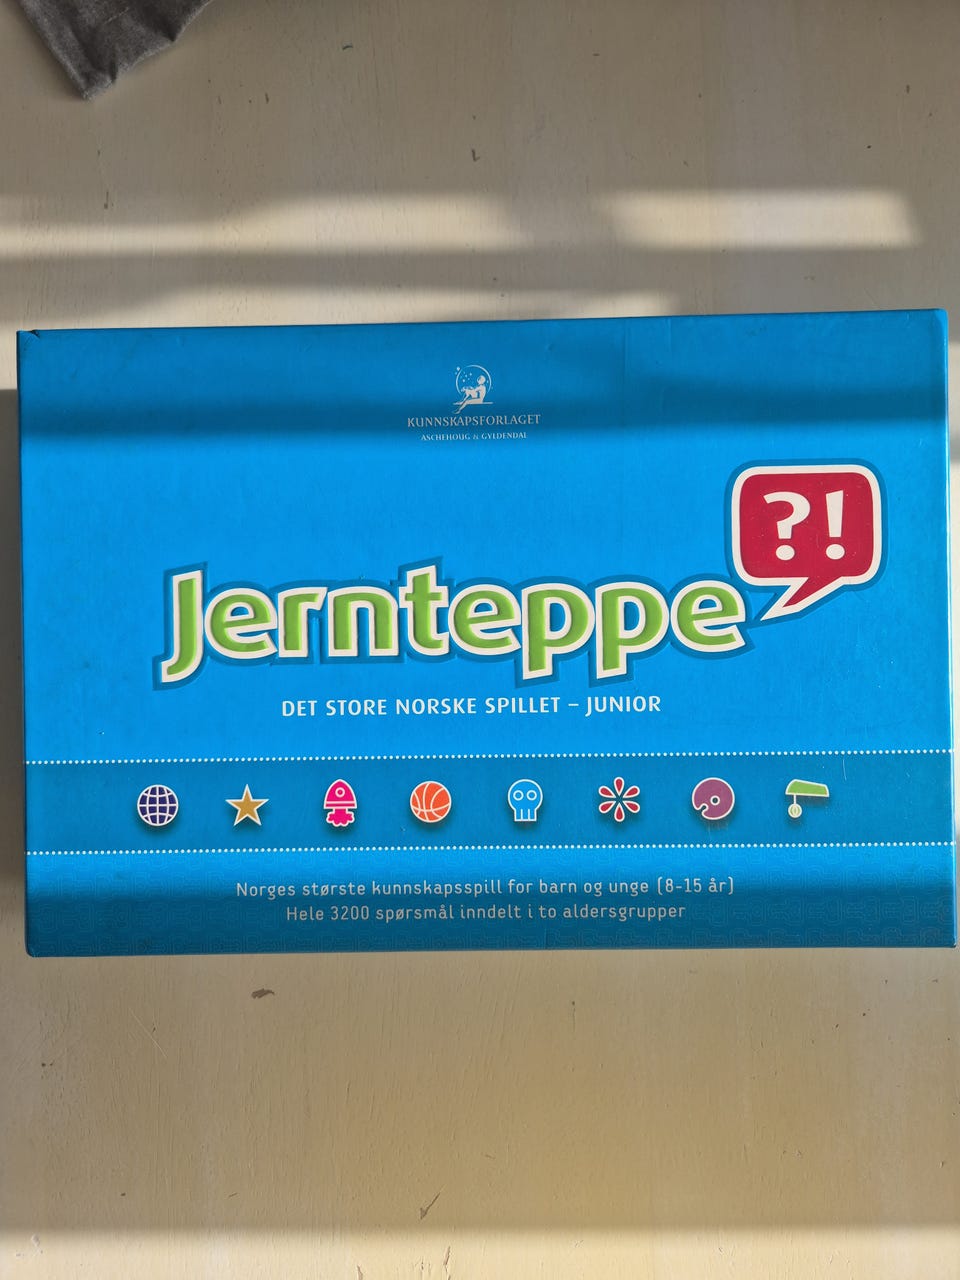 KUNNSKAPSFORLAGET
ASCHEHOUG & GYLDENDAL
?!
Jernteppe
DET STORE NORSKE SPILLET – JUNIOR
Norges største kunnskapsspill for barn og unge (8-15 år)
Hele 3200 spørsmål inndelt i to aldersgrupper